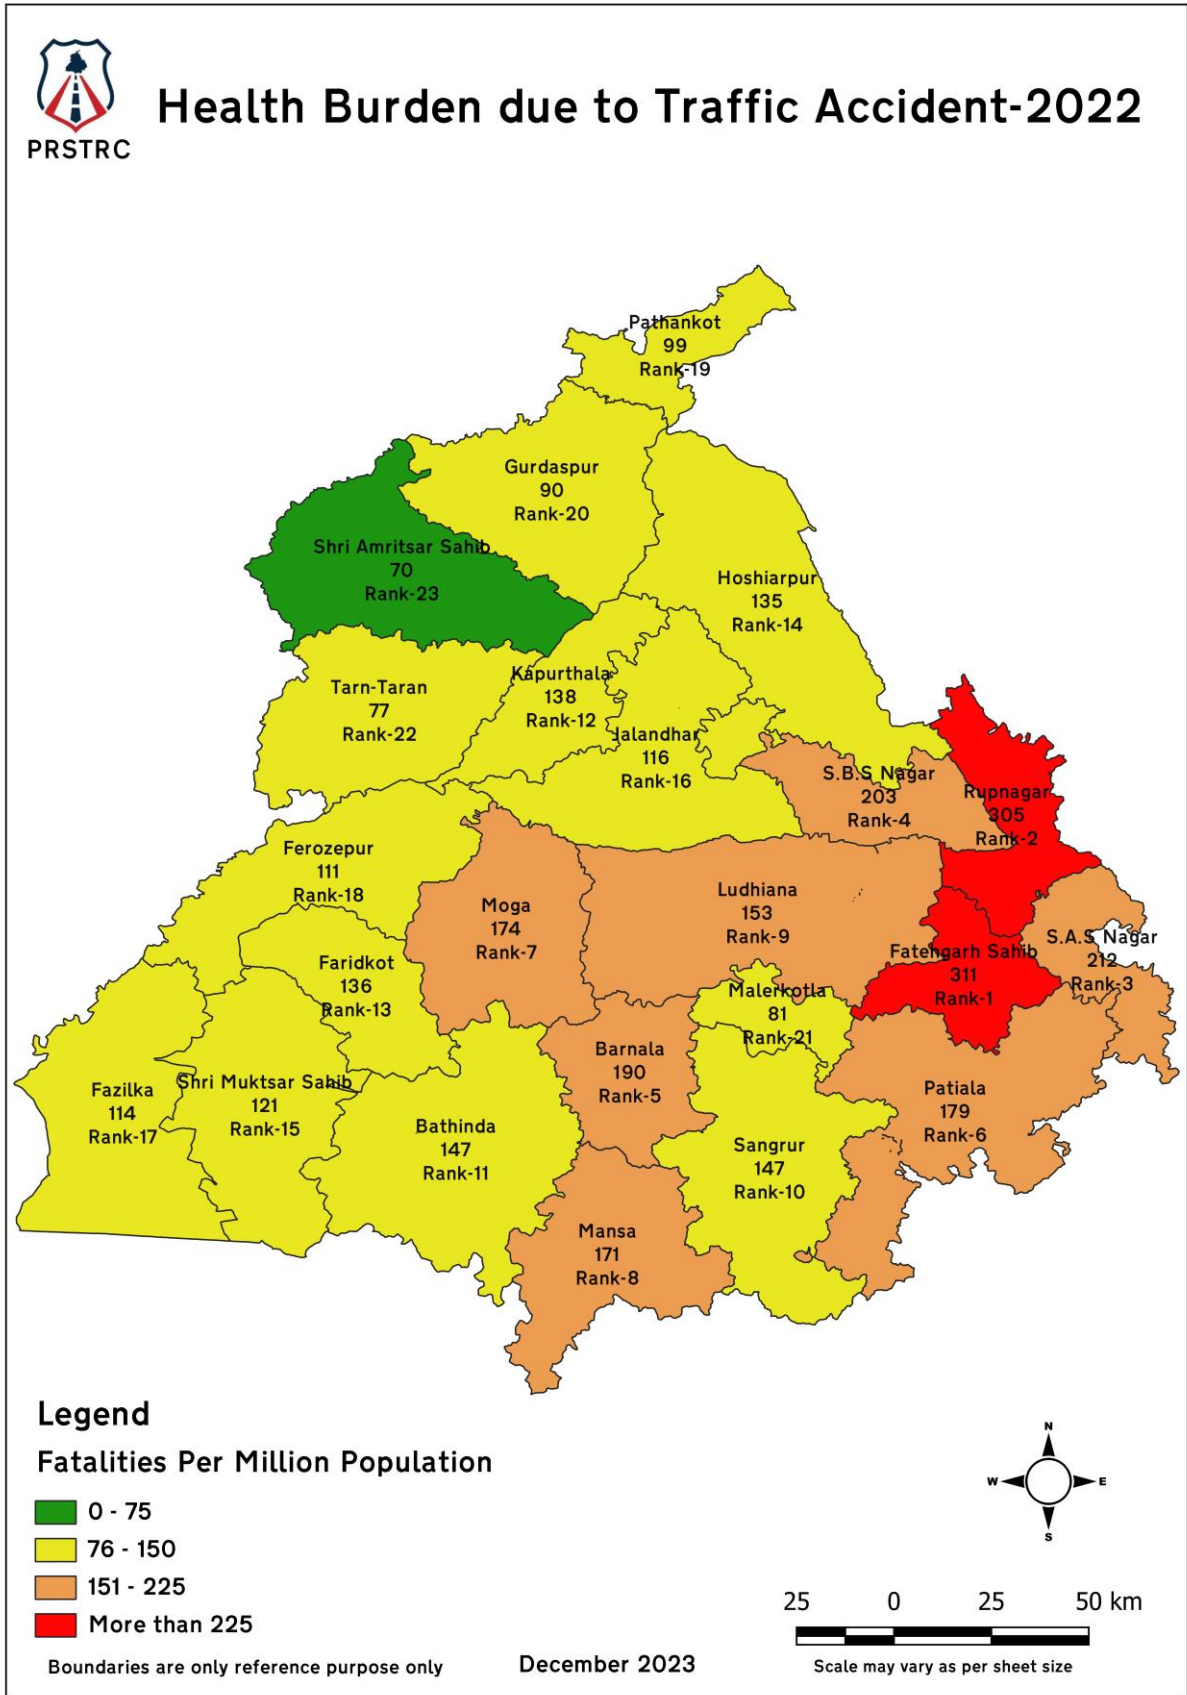 PRSTRC
Health Burden due to Traffic Accident-2022
Pathankot
99
Rank-19
Gurdaspur
90
Rank-20
Shri Amritsar Sahib
70
Rank-23
Hoshiarpur
135
Rank-14
Tarn-Taran
77
Rank-22
Kapurthala
138
Rank-12
Jalandhar
116
Rank-16
S.B.S Nagar
203
Rank-4
Rupnagar
305
Rank-2
Ferozepur
111
Rank-18
Moga
174
Rank-7
Ludhiana
153
Rank-9
Fatehgarh Sahib
311
Rank-1
S.A.S Nagar
212
Rank-3
Faridkot
136
Rank-13
Malerkotla
81
Rank-21
Barnala
190
Rank-5
Fazilka
114
Rank-17
Shri Muktsar Sahib
121
Rank-15
Bathinda
147
Rank-11
Sangrur
147
Rank-10
Patiala
179
Rank-6
Mansa
171
Rank-8
Legend
Fatalities Per Million Population
0 - 75
76 - 150
151 - 225
More than 225
Boundaries are only reference purpose only
December 2023
N
W E
S
25 0 25 50 km
Scale may vary as per sheet size